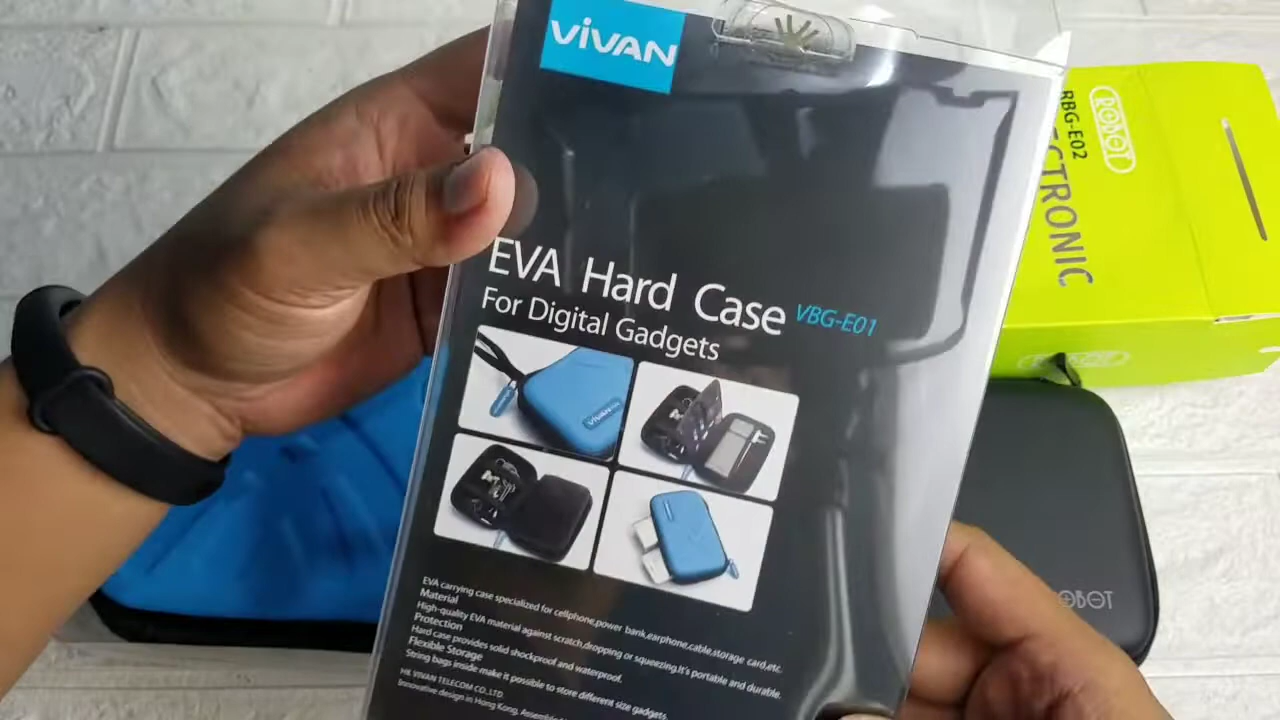 ViVAN
ROBOT
RBG-E02
CTRONIC
EVA Hard Case VBG-E01
For Digital Gadgets
ViVAN
EVA carrying case specialized for cellphone,power bank,earphone,cable,storage card,etc.
Material
High-quality EVA material against scratch,dropping or squeezing.It's portable and durable.
Protection
Hard case provides solid shockproof and waterproof.
Flexible Storage
String bags inside make it possible to store different size gadgets.
HK VIVAN TELECOM CO.,LTD.
Innovative design in Hong Kong,
ROBOT